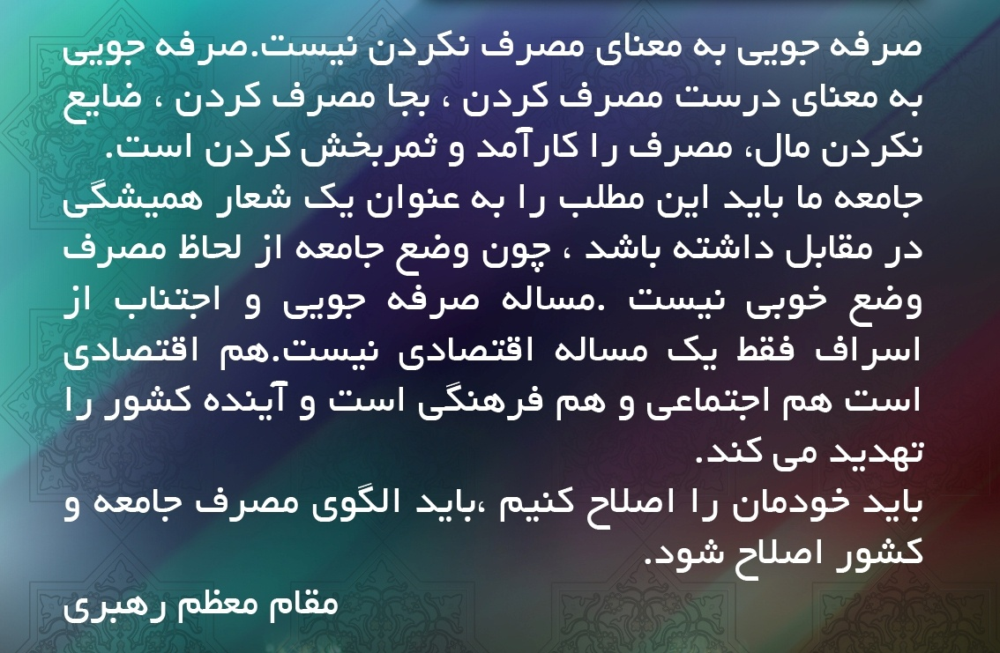 صرفه جویی به معنای مصرف نکردن نیست.صرفه جویی
به معنای درست مصرف کردن ، بجا مصرف کردن ، ضایع
نکردن مال، مصرف را کارآمد و ثمربخش کردن است.
جامعه ما باید این مطلب را به عنوان یک شعار همیشگی
در مقابل داشته باشد ، چون وضع جامعه از لحاظ مصرف
وضع خوبی نیست .مساله صرفه جویی و اجتناب از
اسراف فقط یک مساله اقتصادی نیست.هم اقتصادی
است هم اجتماعی و هم فرهنگی است و آینده کشور را
تهدید می کند.
باید خودمان را اصلاح کنیم ،باید الگوی مصرف جامعه و
کشور اصلاح شود.
مقام معظم رهبری